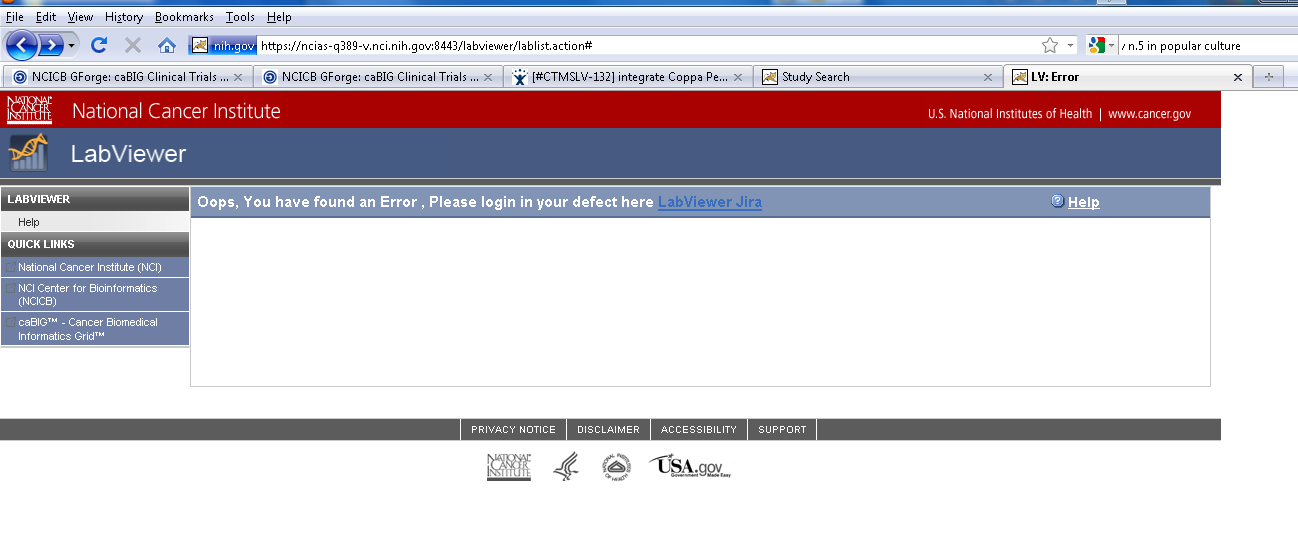 File Edit View History Bookmarks Tools Help
nih.gov https://ncias-q389-v.nci.nih.gov:8443/labviewer/lablist.action#
n.5 in popular culture
NCICB GForge: caBIG Clinical Trials ...
NCICB GForge: caBIG Clinical Trials ...
[#CTMSLV-132] integrate Coppa Pe...
Study Search
LV: Error
NATIONAL CANCER INSTITUTE
National Cancer Institute
U.S. National Institutes of Health | www.cancer.gov
LabViewer
LABVIEWER
Help
QUICK LINKS
National Cancer Institute (NCI)
NCI Center for Bioinformatics
(NCICB)
caBIG™ - Cancer Biomedical
Informatics Grid™
Oops, You have found an Error , Please login in your defect here LabViewer Jira
Help
PRIVACY NOTICE
DISCLAIMER
ACCESSIBILITY
SUPPORT
NATIONAL CANCER INSTITUTE
USA.gov
Government Made Easy